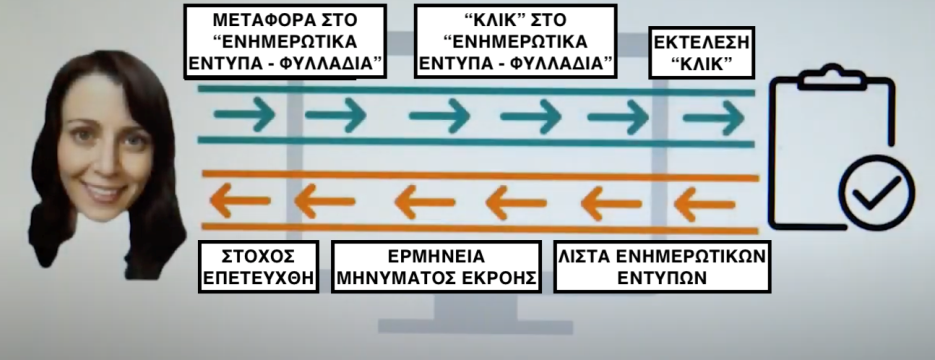 ΜΕΤΑΦΟΡΑ ΣΤΟ
“ΕΝΗΜΕΡΩΤΙΚΑ
ΕΝΤΥΠΑ - ΦΥΛΛΑΔΙΑ”
“ΚΛΙΚ” ΣΤΟ
“ΕΝΗΜΕΡΩΤΙΚΑ
ΕΝΤΥΠΑ - ΦΥΛΛΑΔΙΑ”
ΕΚΤΕΛΕΣΗ
“ΚΛΙΚ”
ΣΤΟΧΟΣ
ΕΠΕΤΕΥΧΘΗ
ΕΡΜΗΝΕΙΑ
ΜΗΝΥΜΑΤΟΣ ΕΚΡΟΗΣ
ΛΙΣΤΑ ΕΝΗΜΕΡΩΤΙΚΩΝ
ΕΝΤΥΠΩΝ